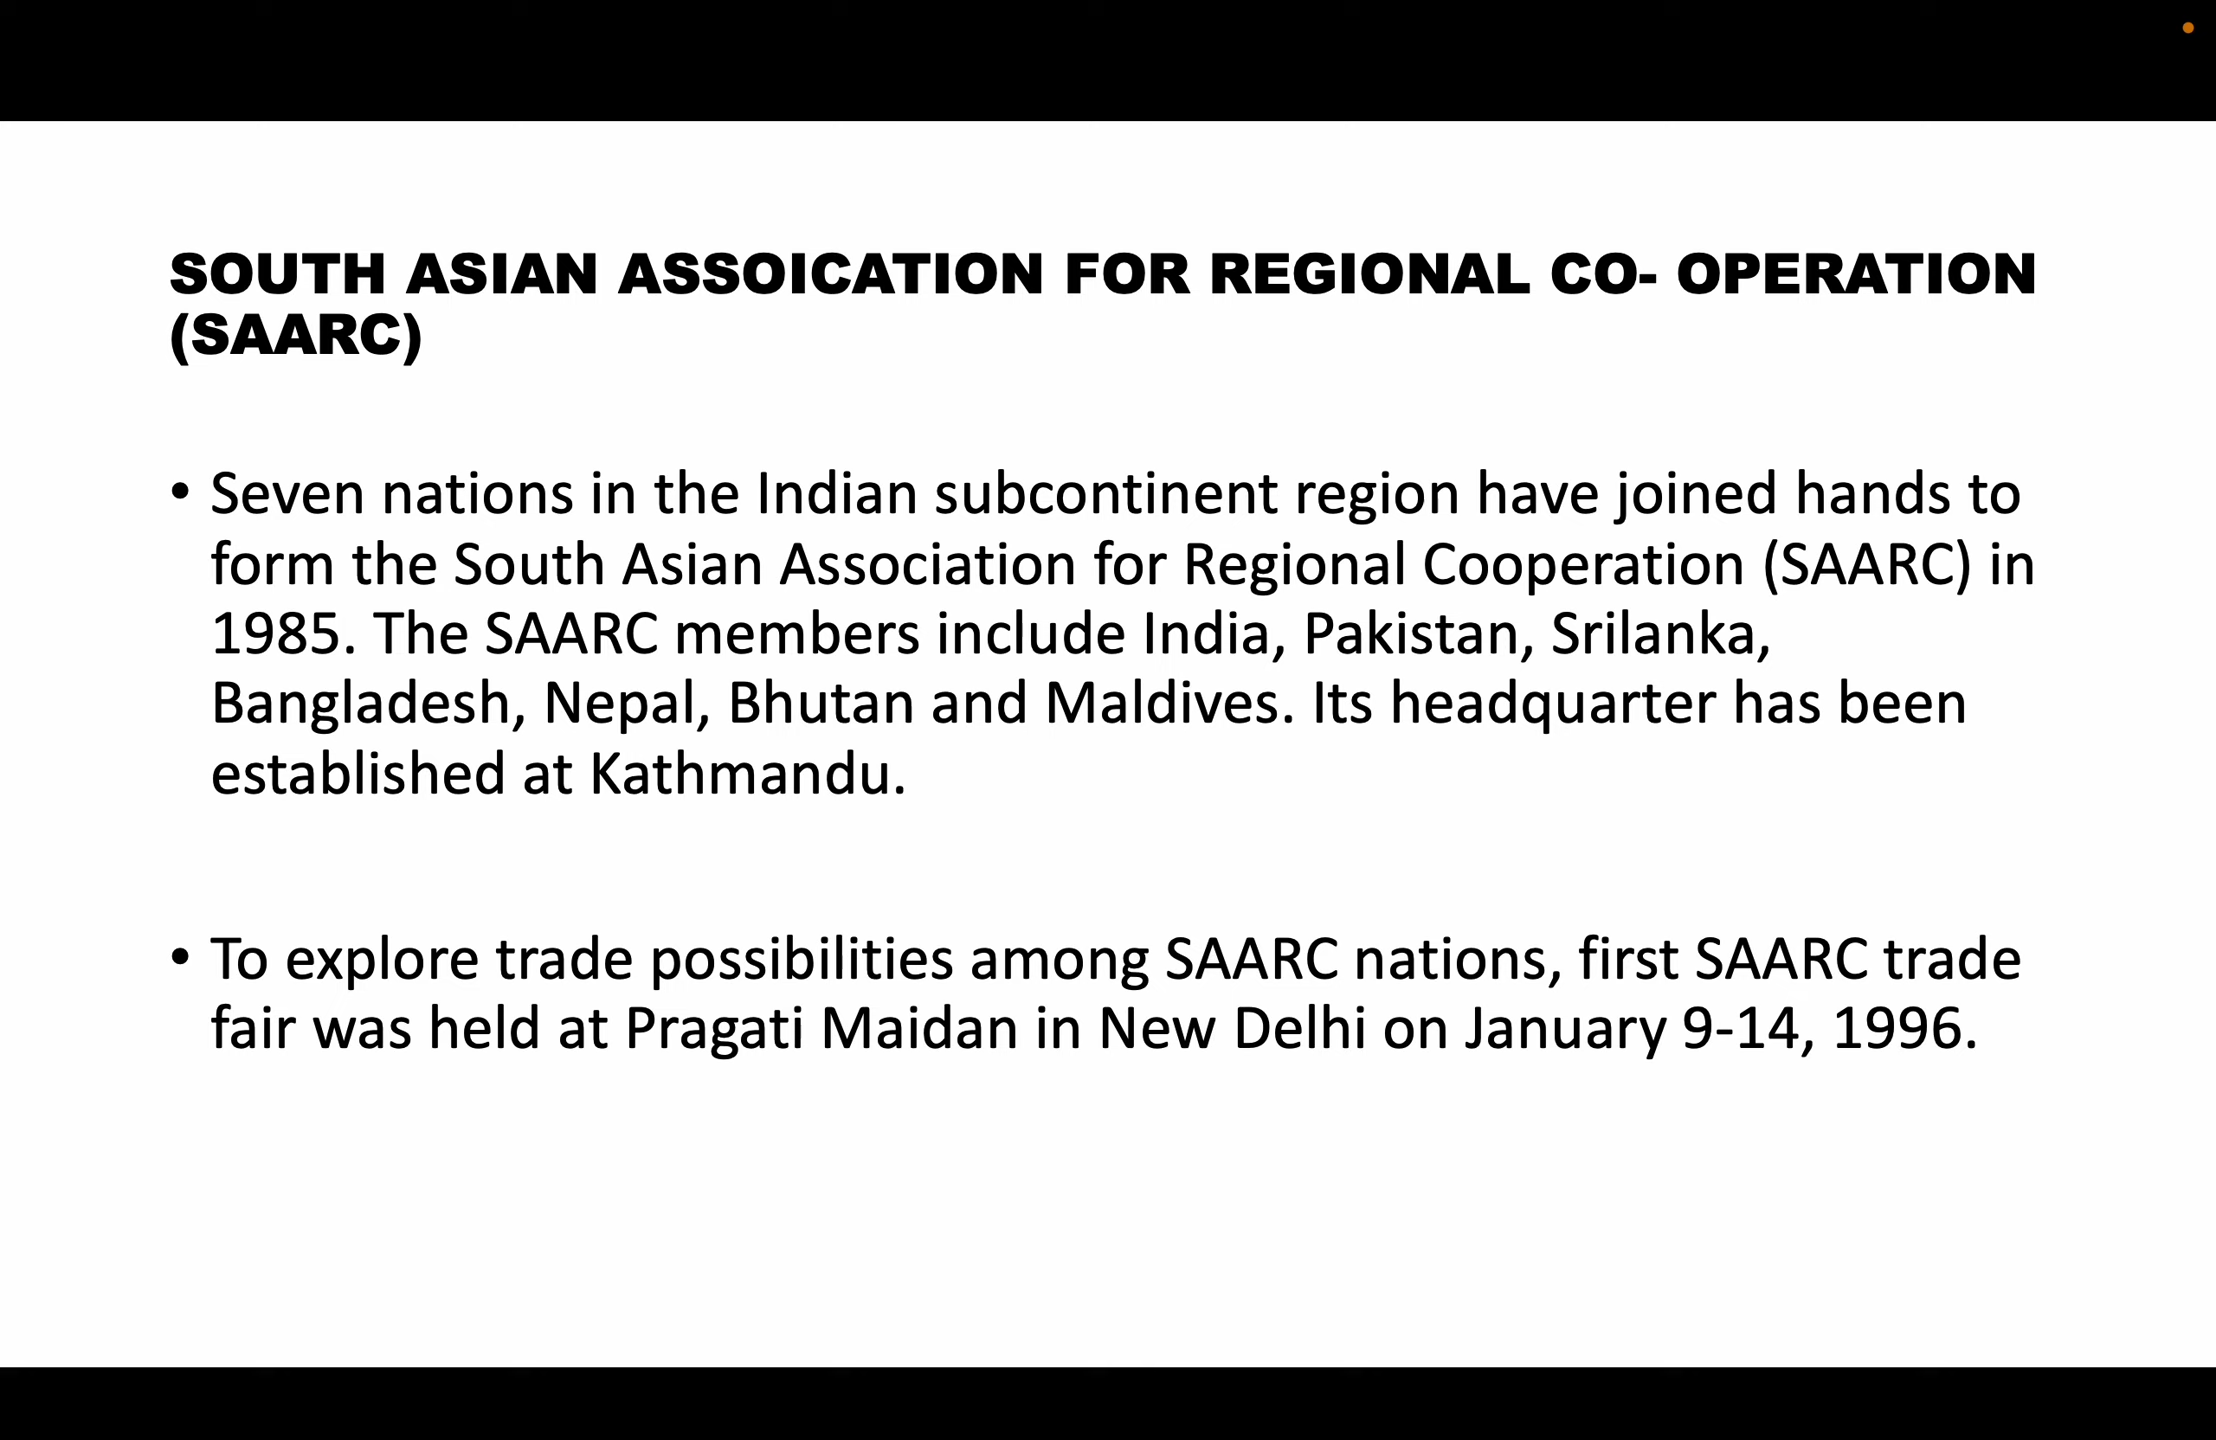 SOUTH ASIAN ASSOICATION FOR REGIONAL CO- OPERATION
(SAARC)
• Seven nations in the Indian subcontinent region have joined hands to
form the South Asian Association for Regional Cooperation (SAARC) in
1985. The SAARC members include India, Pakistan, Srilanka,
Bangladesh, Nepal, Bhutan and Maldives. Its headquarter has been
established at Kathmandu.
• To explore trade possibilities among SAARC nations, first SAARC trade
fair was held at Pragati Maidan in New Delhi on January 9-14, 1996.